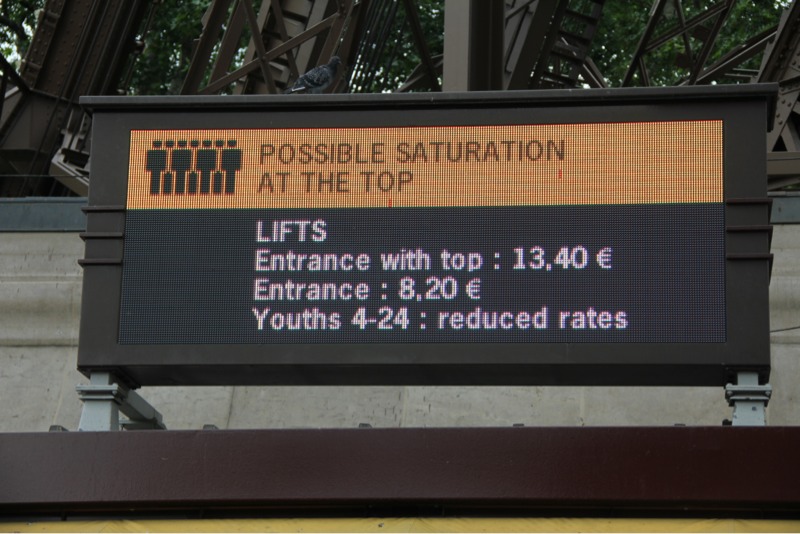 POSSIBLE SATURATION
AT THE TOP
LIFTS
Entrance with top : 13,40 €
Entrance : 8,20 €
Youths 4-24 : reduced rates